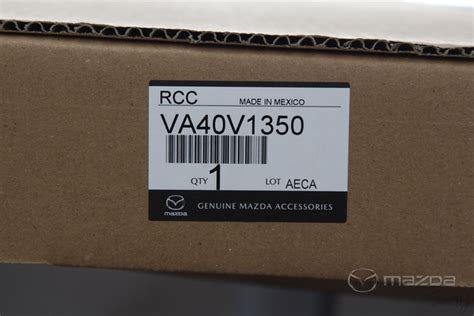 RCC MADE IN MEXICO
VA40V1350
QTY 1 LOT AECA
mazda GENUINE MAZDA ACCESSORIES
mazda